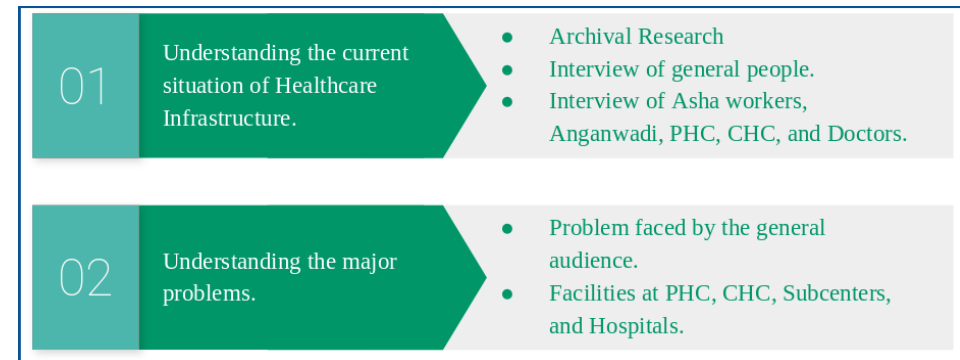 01
Understanding the current
situation of Healthcare
Infrastructure.
● Archival Research
● Interview of general people.
● Interview of Asha workers,
Anganwadi, PHC, CHC, and Doctors.
02
Understanding the major
problems.
● Problem faced by the general
audience.
● Facilities at PHC, CHC, Subcenters,
and Hospitals.